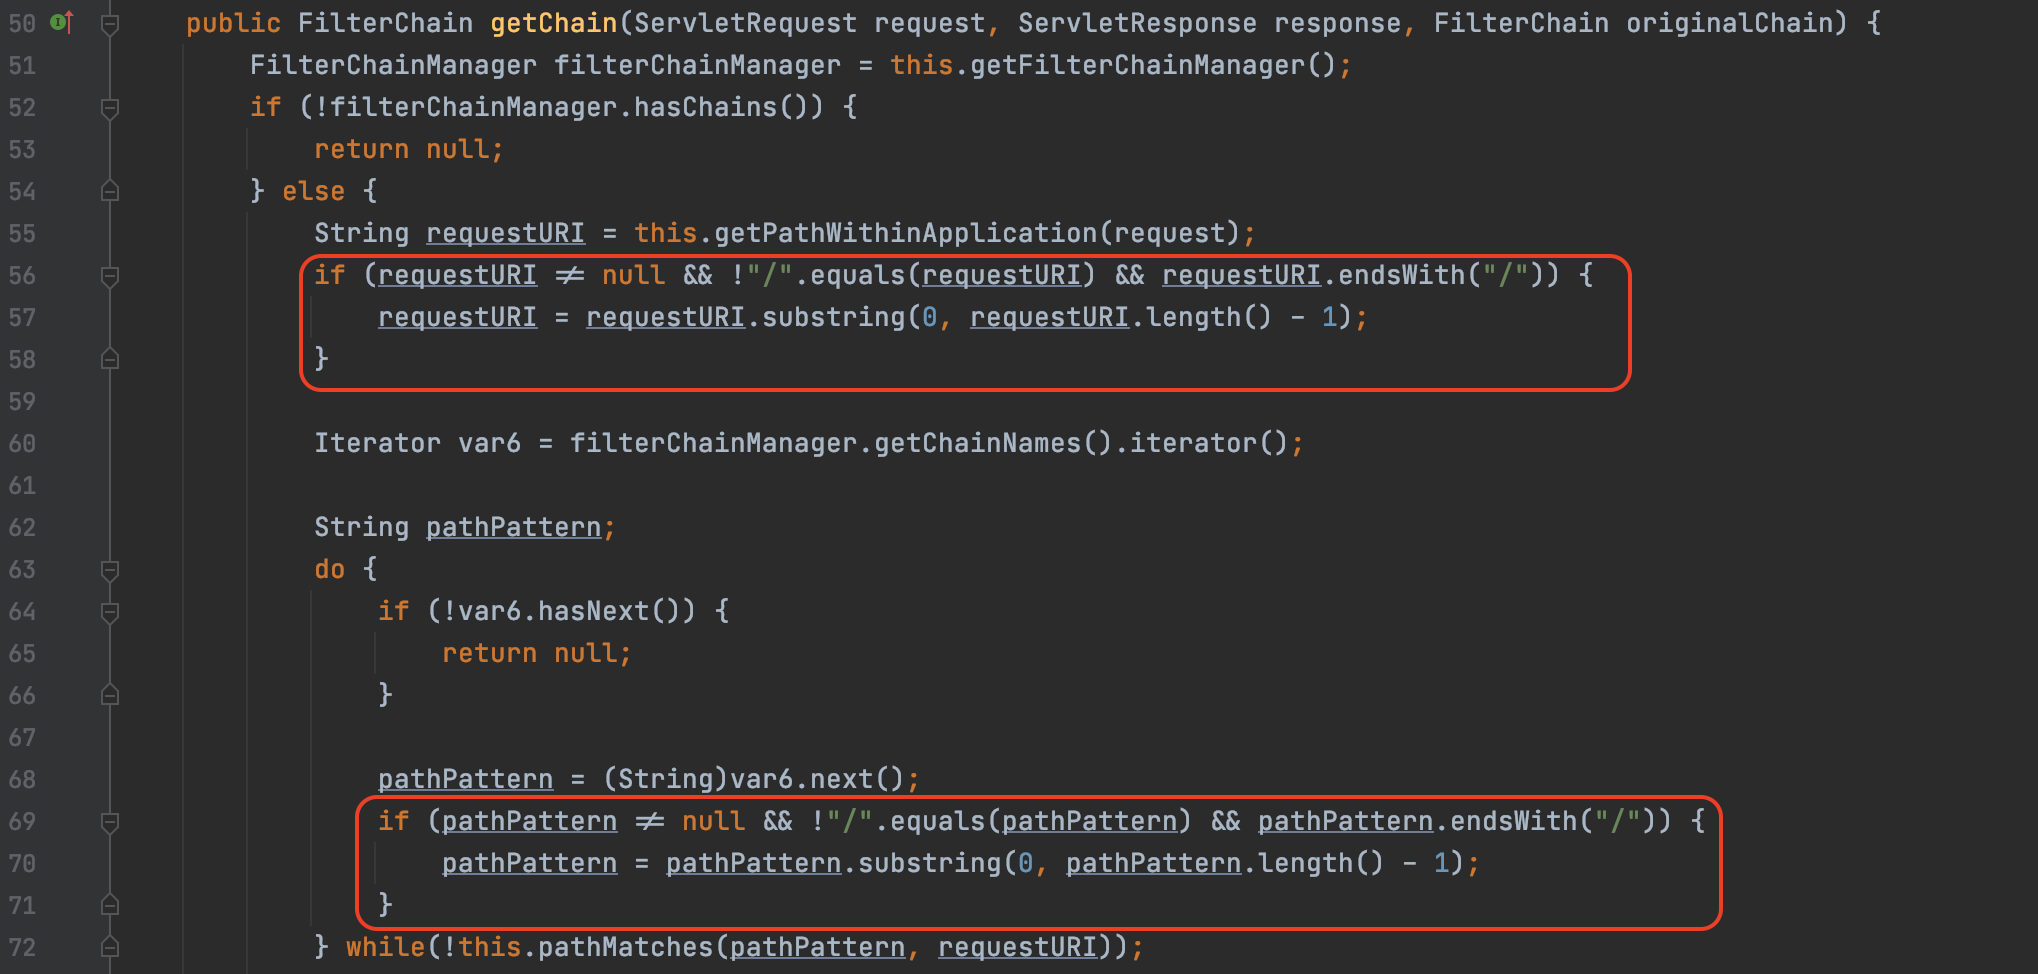 50 public FilterChain getChain(ServletRequest request, ServletResponse response, FilterChain originalChain) {
51 FilterChainManager filterChainManager = this.getFilterChainManager();
52 if (!filterChainManager.hasChains()) {
53 return null;
54 } else {
55 String requestURI = this.getPathWithinApplication(request);
56 if (requestURI ≠ null && !"/".equals(requestURI) && requestURI.endsWith("/")) {
57 requestURI = requestURI.substring(0, requestURI.length() - 1);
58 }
59
60 Iterator var6 = filterChainManager.getChainNames().iterator();
61
62 String pathPattern;
63 do {
64 if (!var6.hasNext()) {
65 return null;
66 }
67
68 pathPattern = (String)var6.next();
69 if (pathPattern ≠ null && !"/".equals(pathPattern) && pathPattern.endsWith("/")) {
70 pathPattern = pathPattern.substring(0, pathPattern.length() - 1);
71 }
72 } while(!this.pathMatches(pathPattern, requestURI));